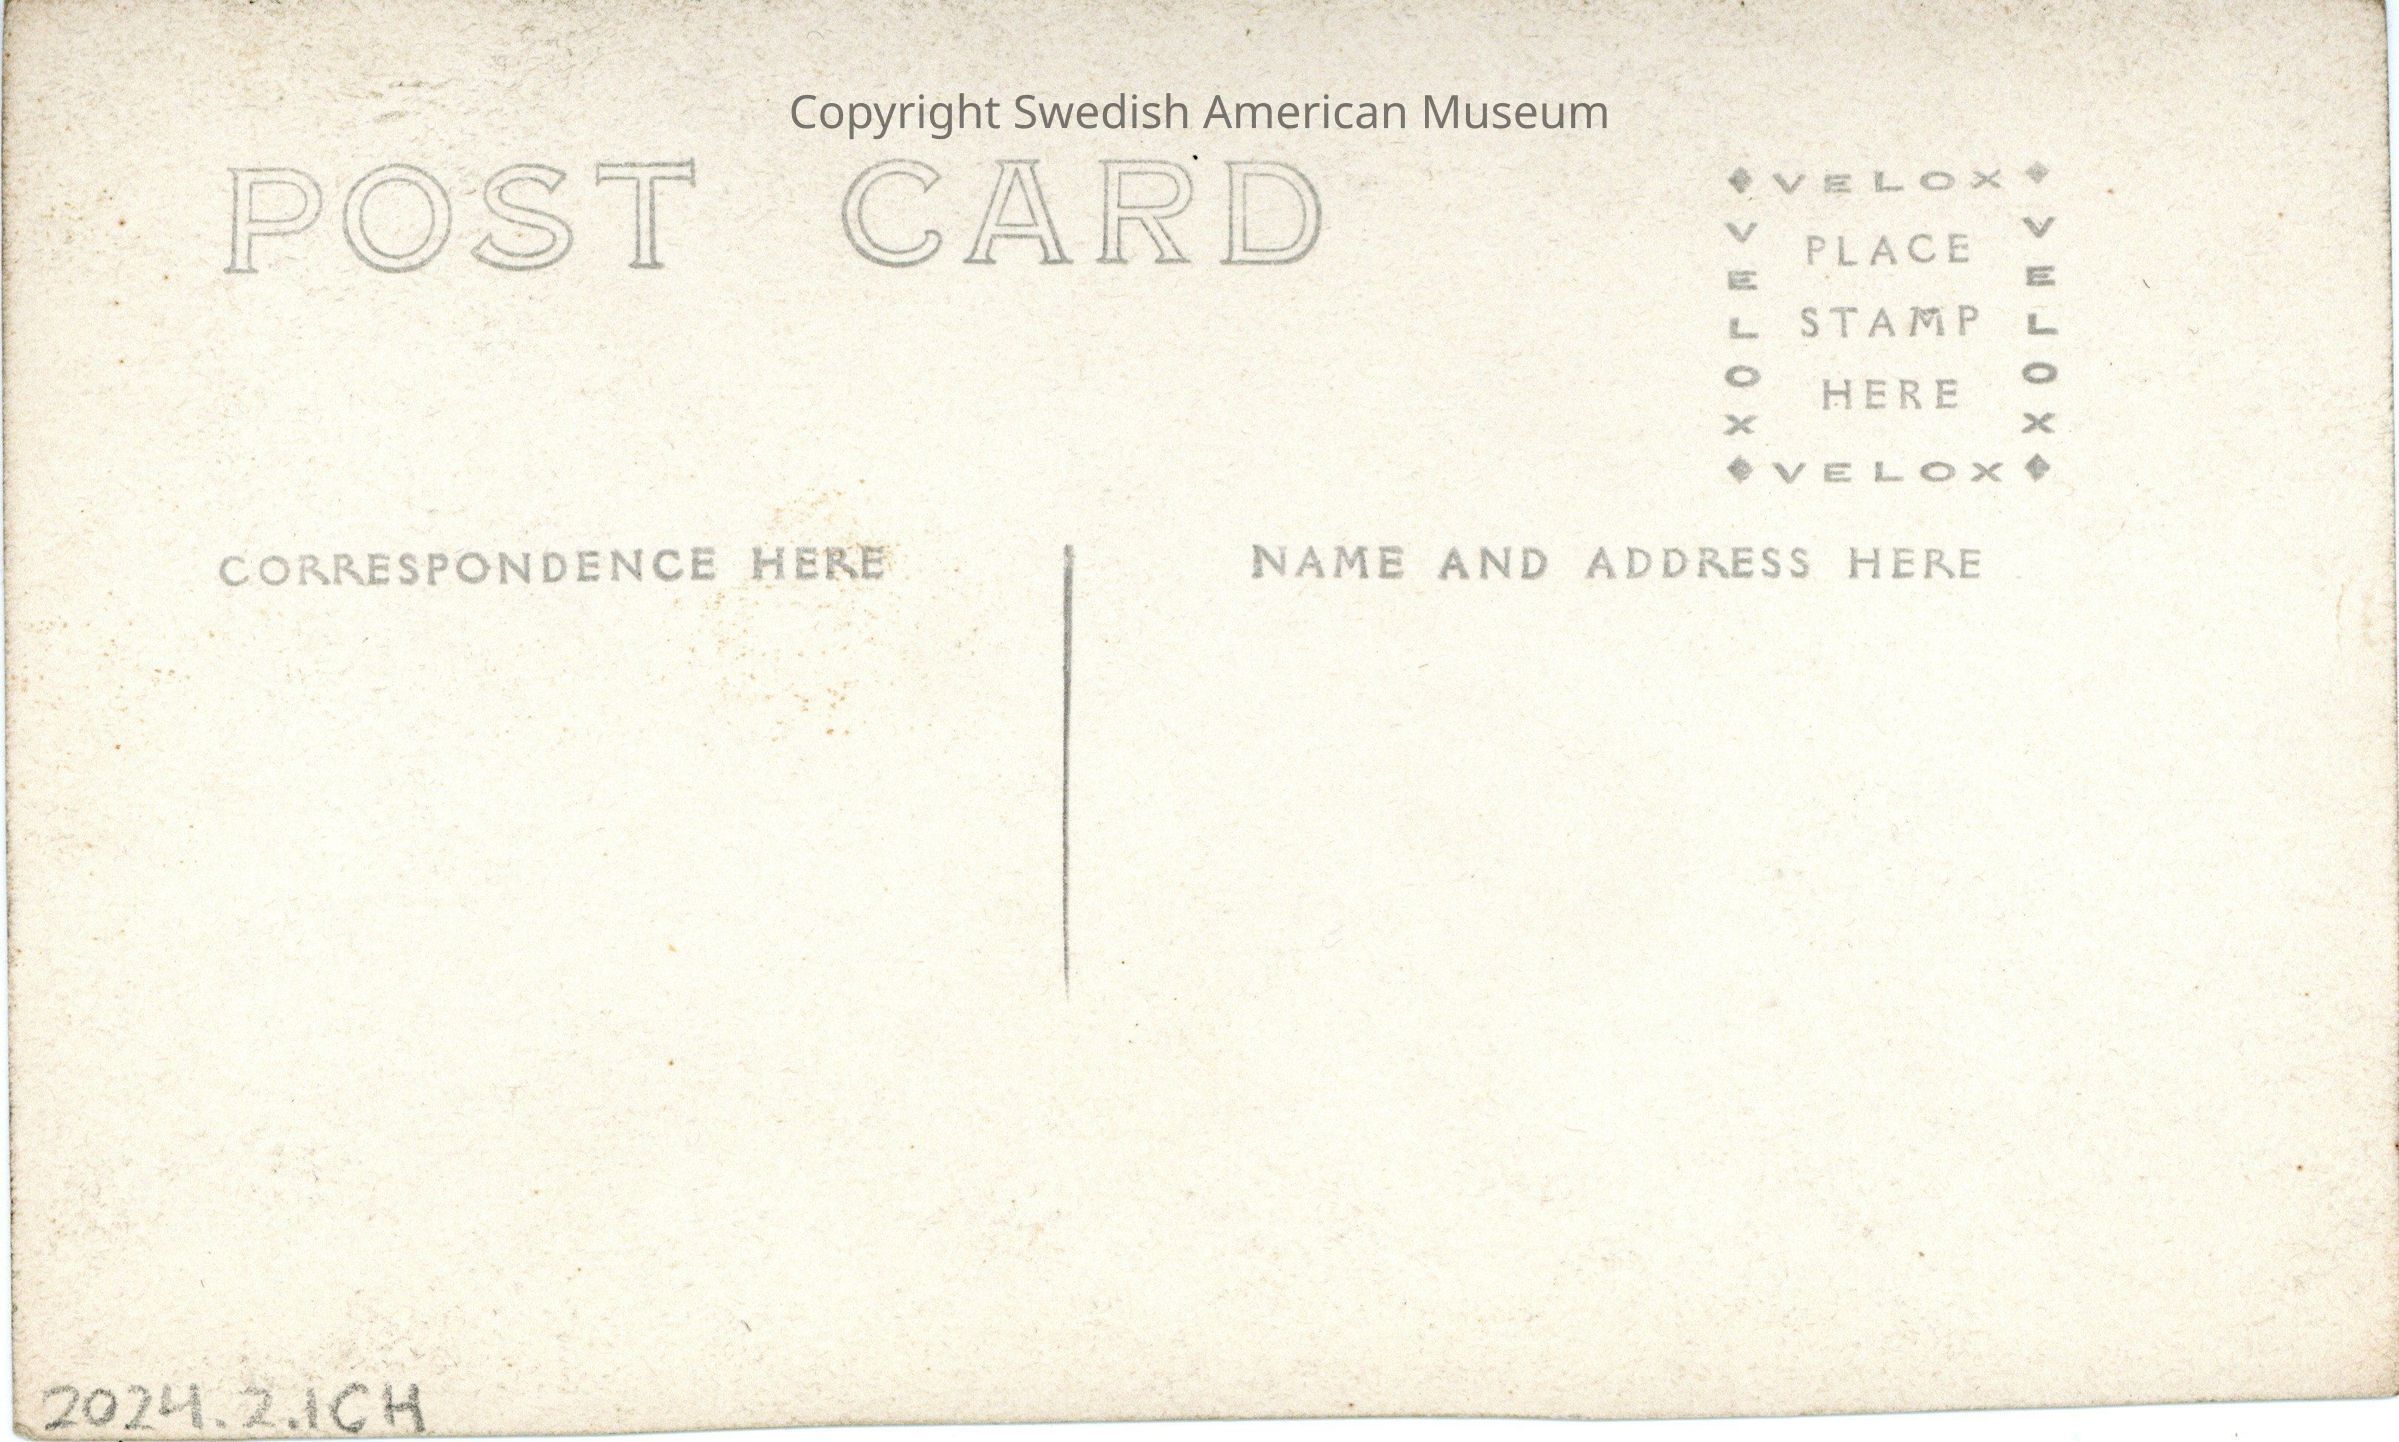 Copyright Swedish American Museum
POST CARD
VELOX
VELOX
PLACE
STAMP
HERE
VELOX
VELOX
CORRESPONDENCE HERE
NAME AND ADDRESS HERE
2024.2.1CH